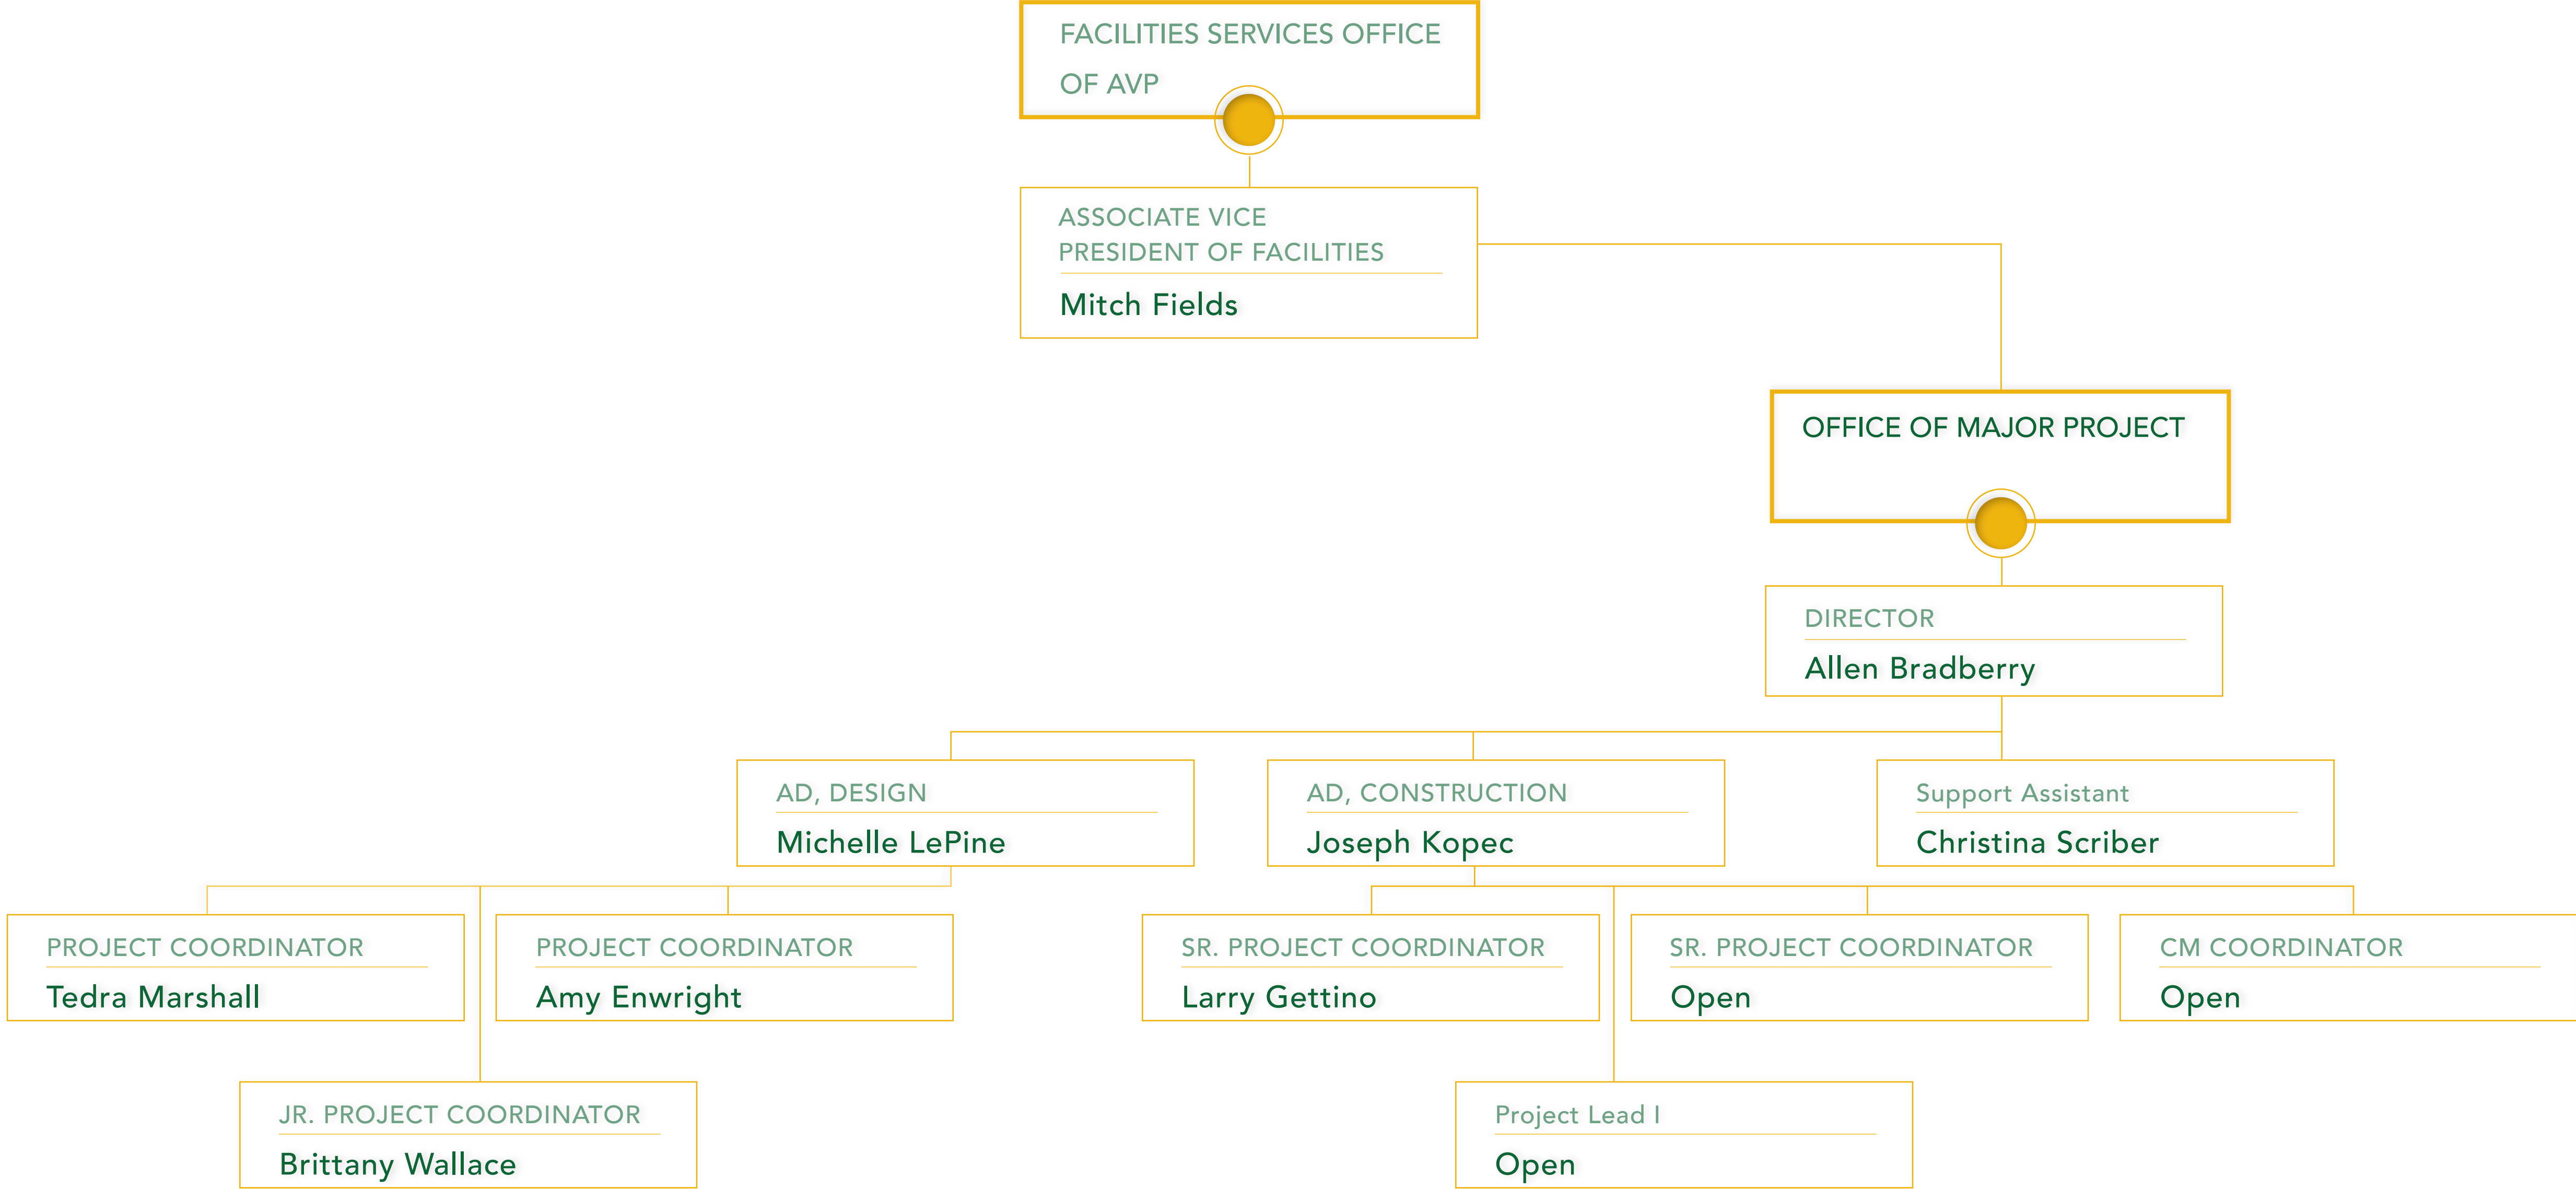 FACILITIES SERVICES OFFICE
OF AVP
ASSOCIATE VICE
PRESIDENT OF FACILITIES
Mitch Fields
OFFICE OF MAJOR PROJECT
DIRECTOR
Allen Bradberry
AD, DESIGN
Michelle LePine
AD, CONSTRUCTION
Joseph Kopec
Support Assistant
Christina Scriber
PROJECT COORDINATOR
Tedra Marshall
PROJECT COORDINATOR
Amy Enwright
SR. PROJECT COORDINATOR
Larry Gettino
SR. PROJECT COORDINATOR
Open
CM COORDINATOR
Open
JR. PROJECT COORDINATOR
Brittany Wallace
Project Lead I
Open